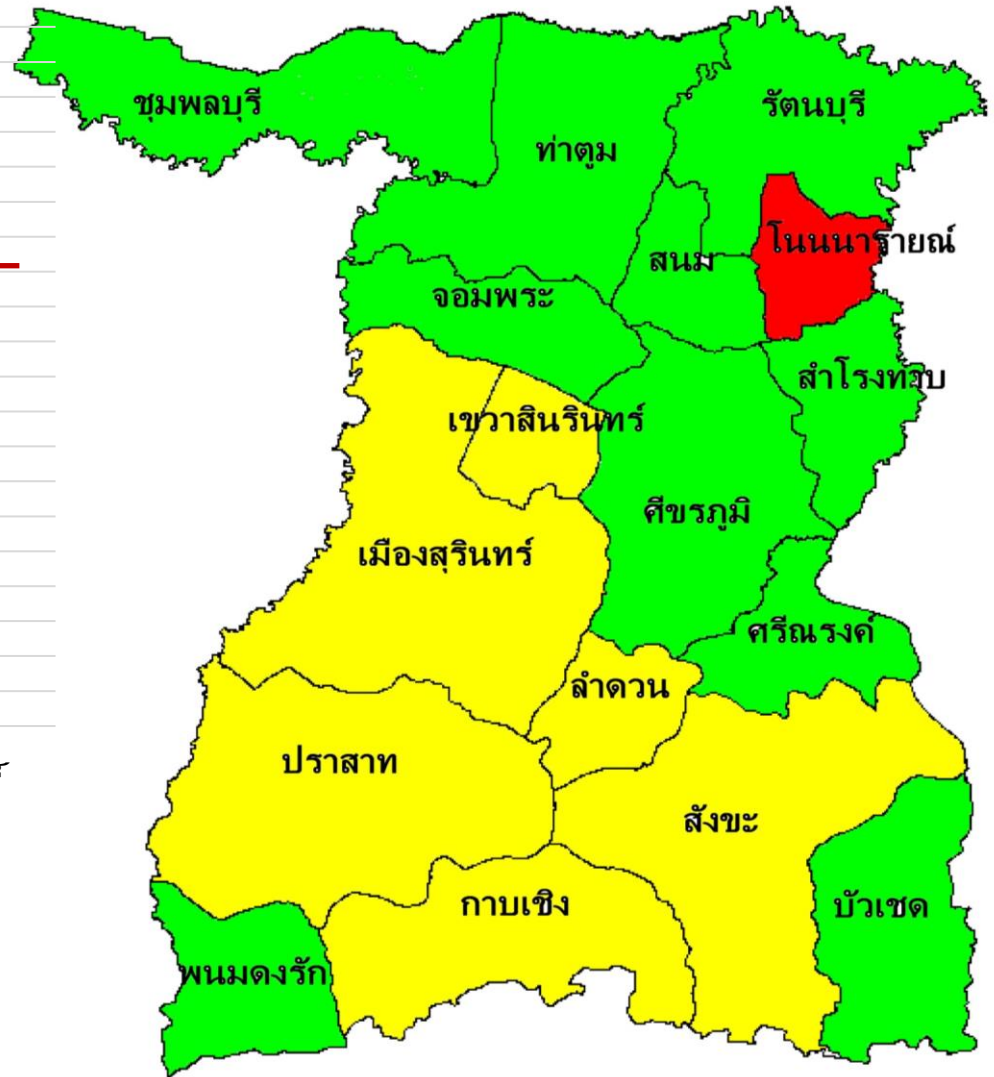 ชุมพลบุรี
รัตนบุรี
ท่าตูม
โนนนารายณ์
สนม
จอมพระ
สำโรงทาบ
เขวาสินรินทร์
ศีขรภูมิ
เมืองสุรินทร์
ศรีณรงค์
ลำดวน
ปราสาท
สังขะ
กาบเชิง
บัวเชด
พนมดงรัก